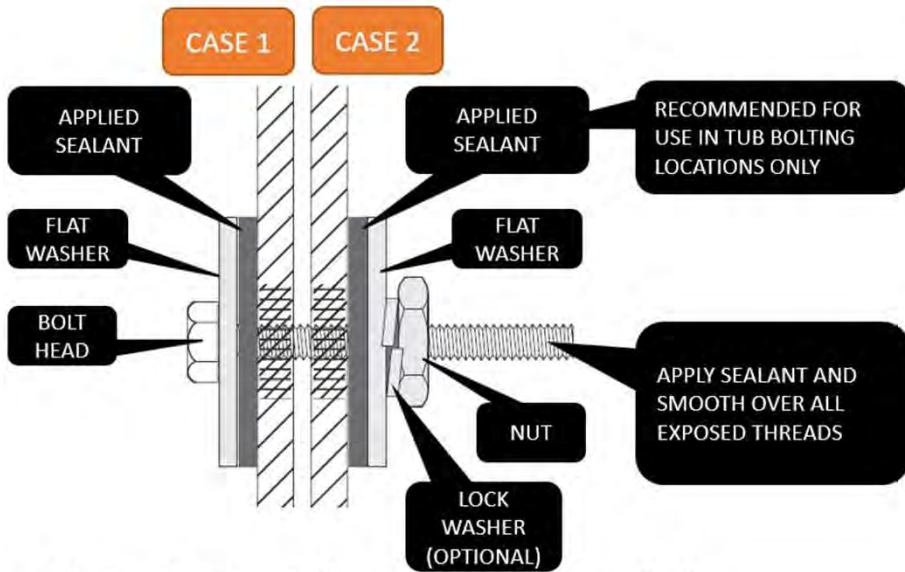 CASE 1
CASE 2
APPLIED
SEALANT
APPLIED
SEALANT
RECOMMENDED FOR
USE IN TUB BOLTING
LOCATIONS ONLY
FLAT
WASHER
FLAT
WASHER
BOLT
HEAD
APPLY SEALANT AND
SMOOTH OVER ALL
EXPOSED THREADS
NUT
LOCK
WASHER
(OPTIONAL)